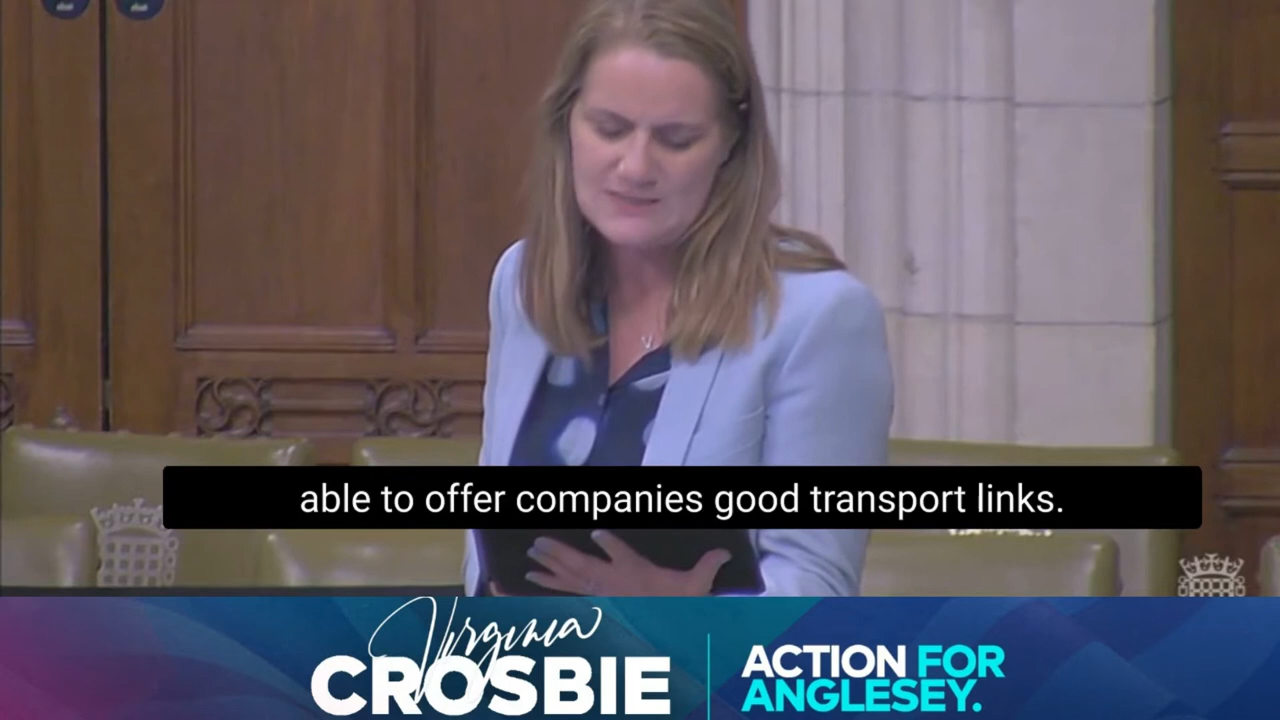 able to offer companies good transport links.
Virginia
CROSBIE
ACTION FOR
ANGLESEY.